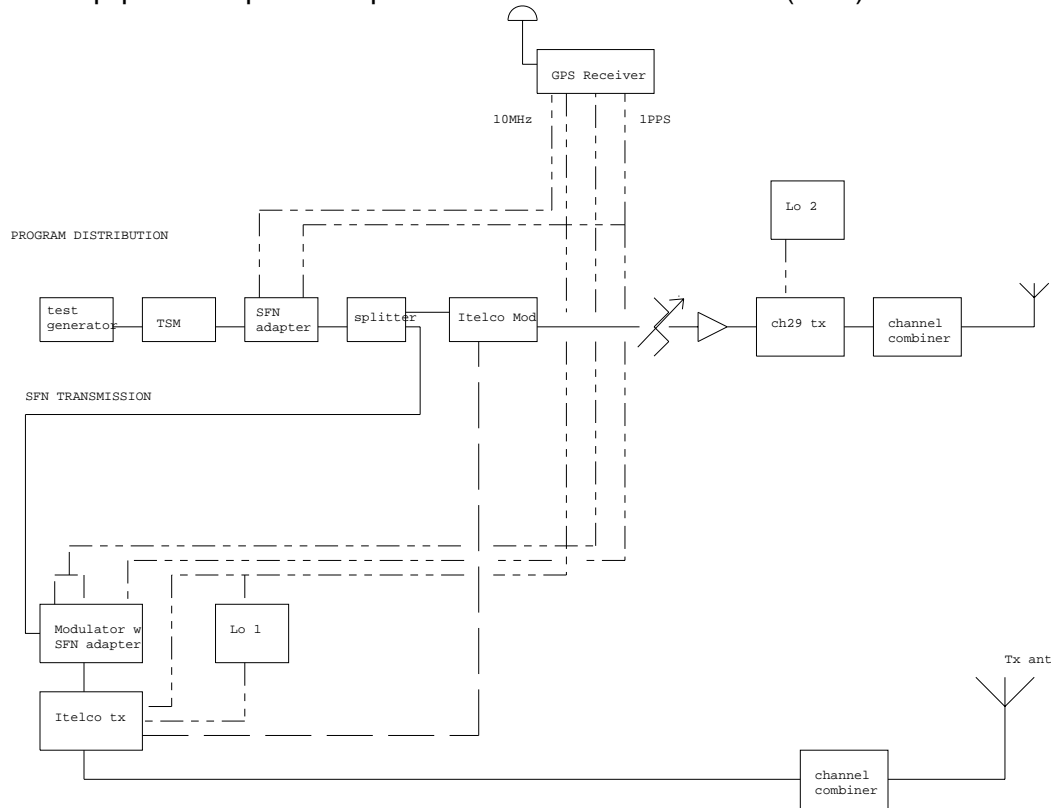 GPS Receiver
10MHz
1PPS
Lo 2
PROGRAM DISTRIBUTION
test
generator
TSM
SFN
adapter
splitter
Itelco Mod
ch29 tx
channel
combiner
SFN TRANSMISSION
Modulator w
SFN adapter
Lo 1
Tx ant
Itelco tx
channel
combiner